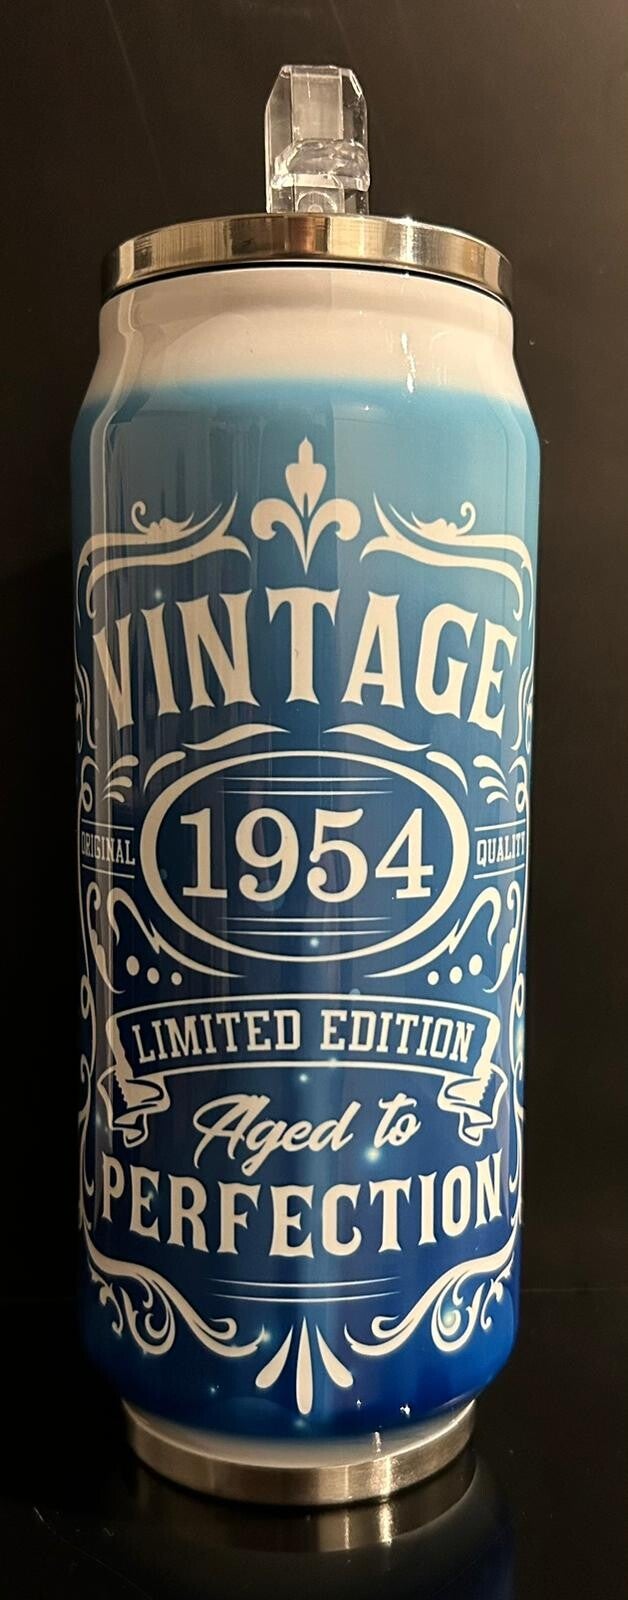 VINTAGE
ORIGINAL 1954 QUALITY
LIMITED EDITION
Aged to
PERFECTION